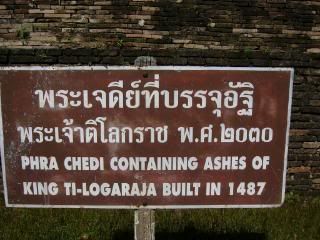 พระเจดีย์ที่บรรจุอัฐิ
พระเจ้าติโลกราช พ.ศ.๒๐๓๐
PHRA CHEDI CONTAINING ASHES OF
KING TI-LOGARAJA BUILT IN 1487